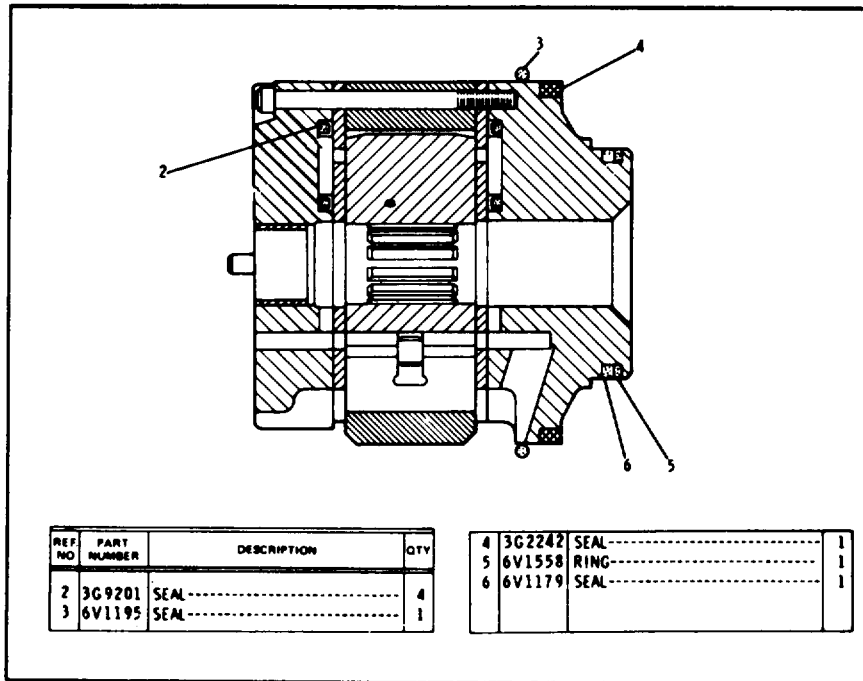 3
4
2
6
5
REF NO PART NUMBER DESCRIPTION QTY
2 3G9201 SEAL 4
3 6V1195 SEAL 1
4 3G2242 SEAL 1
5 6V1558 RING 1
6 6V1179 SEAL 1